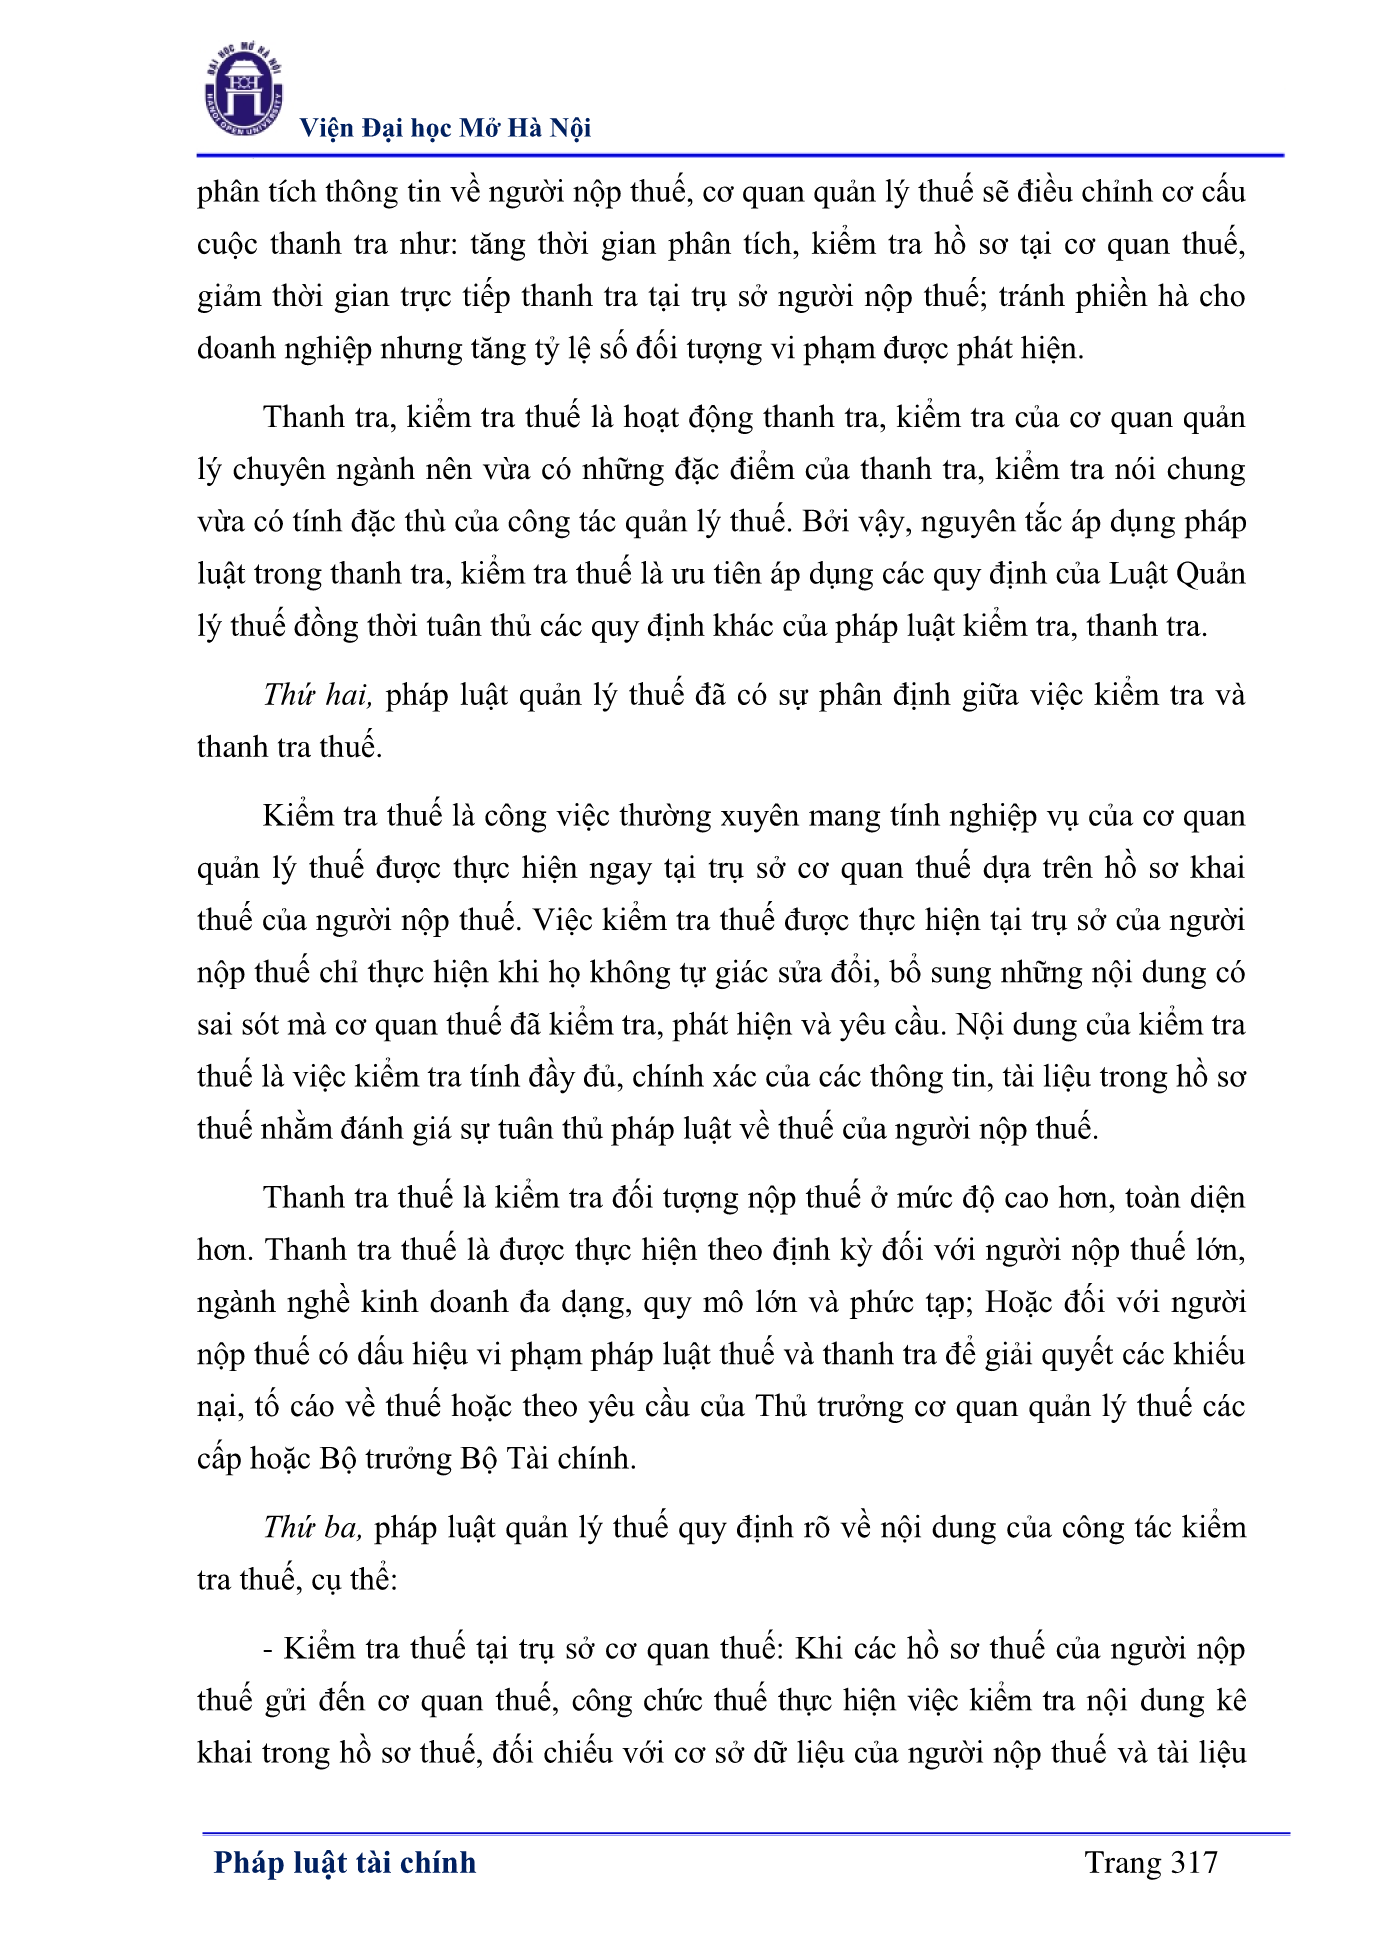 ĐẠI HỌC MỞ HÀ NỘI
HANOI OPEN UNIVERSITY
Viện Đại học Mở Hà Nội
phân tích thông tin về người nộp thuế, cơ quan quản lý thuế sẽ điều chỉnh cơ cấu
cuộc thanh tra như: tăng thời gian phân tích, kiểm tra hồ sơ tại cơ quan thuế,
giảm thời gian trực tiếp thanh tra tại trụ sở người nộp thuế; tránh phiền hà cho
doanh nghiệp nhưng tăng tỷ lệ số đối tượng vi phạm được phát hiện.
Thanh tra, kiểm tra thuế là hoạt động thanh tra, kiểm tra của cơ quan quản
lý chuyên ngành nên vừa có những đặc điểm của thanh tra, kiểm tra nói chung
vừa có tính đặc thù của công tác quản lý thuế. Bởi vậy, nguyên tắc áp dụng pháp
luật trong thanh tra, kiểm tra thuế là ưu tiên áp dụng các quy định của Luật Quản
lý thuế đồng thời tuân thủ các quy định khác của pháp luật kiểm tra, thanh tra.
Thứ hai, pháp luật quản lý thuế đã có sự phân định giữa việc kiểm tra và
thanh tra thuế.
Kiểm tra thuế là công việc thường xuyên mang tính nghiệp vụ của cơ quan
quản lý thuế được thực hiện ngay tại trụ sở cơ quan thuế dựa trên hồ sơ khai
thuế của người nộp thuế. Việc kiểm tra thuế được thực hiện tại trụ sở của người
nộp thuế chỉ thực hiện khi họ không tự giác sửa đổi, bổ sung những nội dung có
sai sót mà cơ quan thuế đã kiểm tra, phát hiện và yêu cầu. Nội dung của kiểm tra
thuế là việc kiểm tra tính đầy đủ, chính xác của các thông tin, tài liệu trong hồ sơ
thuế nhằm đánh giá sự tuân thủ pháp luật về thuế của người nộp thuế.
Thanh tra thuế là kiểm tra đối tượng nộp thuế ở mức độ cao hơn, toàn diện
hơn. Thanh tra thuế là được thực hiện theo định kỳ đối với người nộp thuế lớn,
ngành nghề kinh doanh đa dạng, quy mô lớn và phức tạp; Hoặc đối với người
nộp thuế có dấu hiệu vi phạm pháp luật thuế và thanh tra để giải quyết các khiếu
nại, tố cáo về thuế hoặc theo yêu cầu của Thủ trưởng cơ quan quản lý thuế các
cấp hoặc Bộ trưởng Bộ Tài chính.
Thứ ba, pháp luật quản lý thuế quy định rõ về nội dung của công tác kiểm
tra thuế, cụ thể:
- Kiểm tra thuế tại trụ sở cơ quan thuế: Khi các hồ sơ thuế của người nộp
thuế gửi đến cơ quan thuế, công chức thuế thực hiện việc kiểm tra nội dung kê
khai trong hồ sơ thuế, đối chiếu với cơ sở dữ liệu của người nộp thuế và tài liệu
Pháp luật tài chính
Trang 317